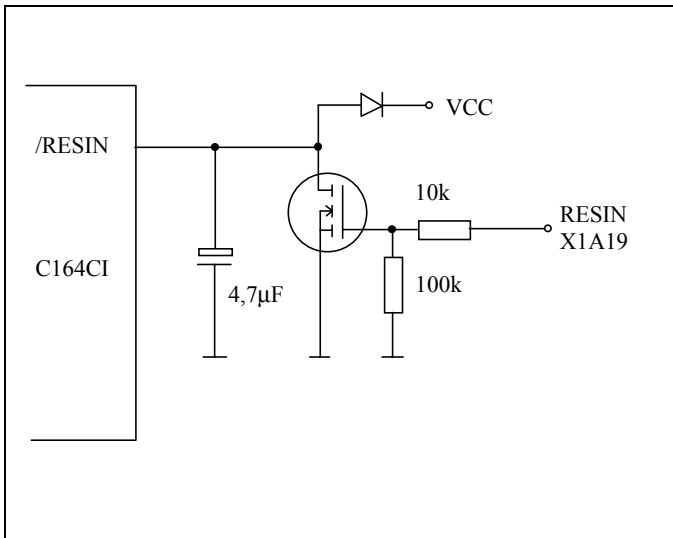 VCC
/RESIN
10k
RESIN
X1A19
C164CI
4,7µF
100k